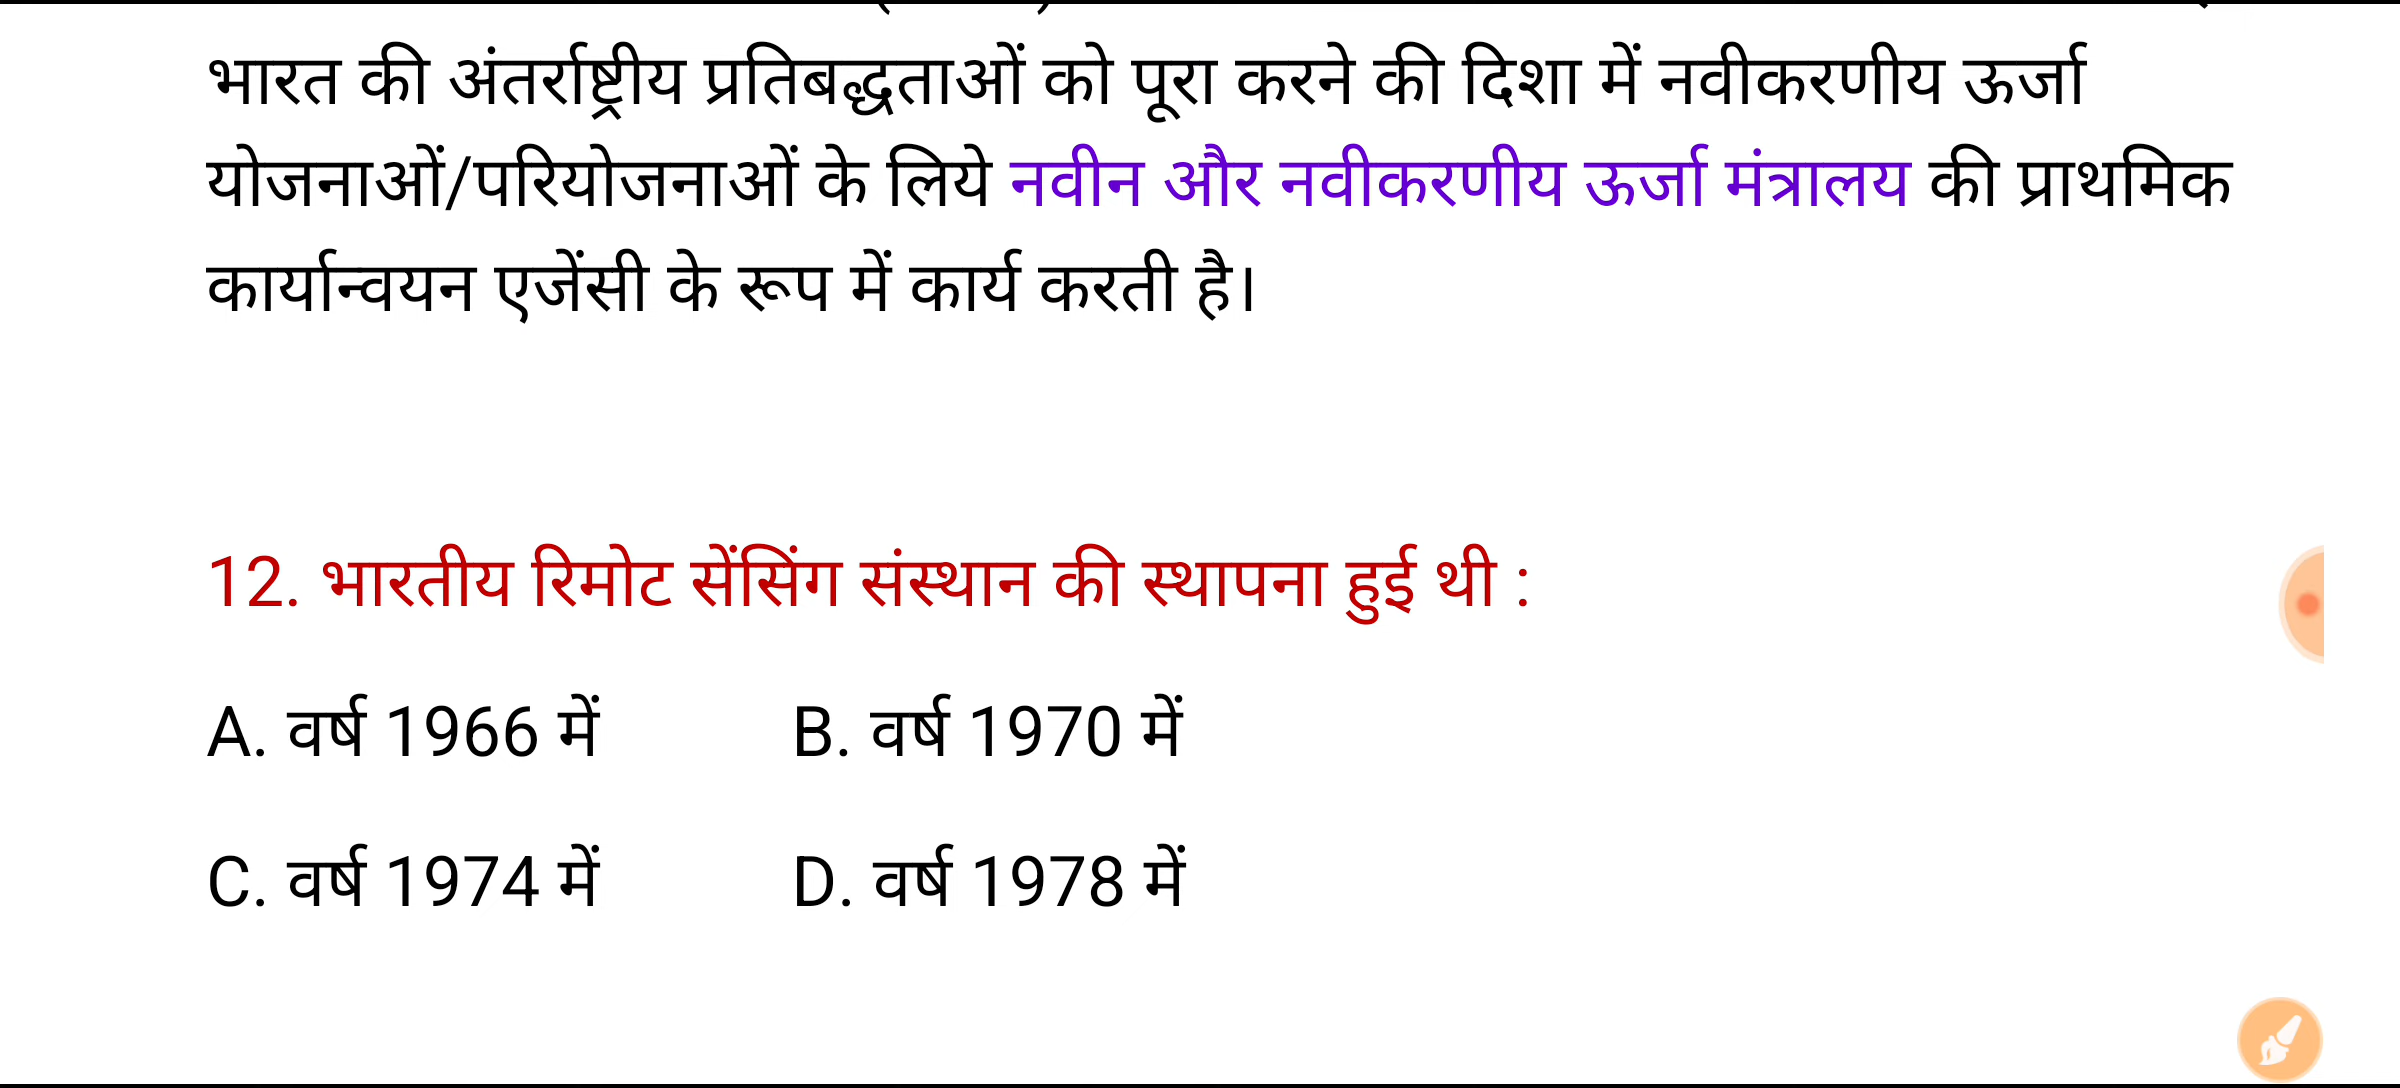 भारत की अंतर्राष्ट्रीय प्रतिबद्धताओं को पूरा करने की दिशा में नवीकरणीय ऊर्जा
योजनाओं/परियोजनाओं के लिये नवीन और नवीकरणीय ऊर्जा मंत्रालय की प्राथमिक
कार्यान्वयन एजेंसी के रूप में कार्य करती है।
12. भारतीय रिमोट सेंसिंग संस्थान की स्थापना हुई थी :
A. वर्ष 1966 में B. वर्ष 1970 में
C. वर्ष 1974 में D. वर्ष 1978 में